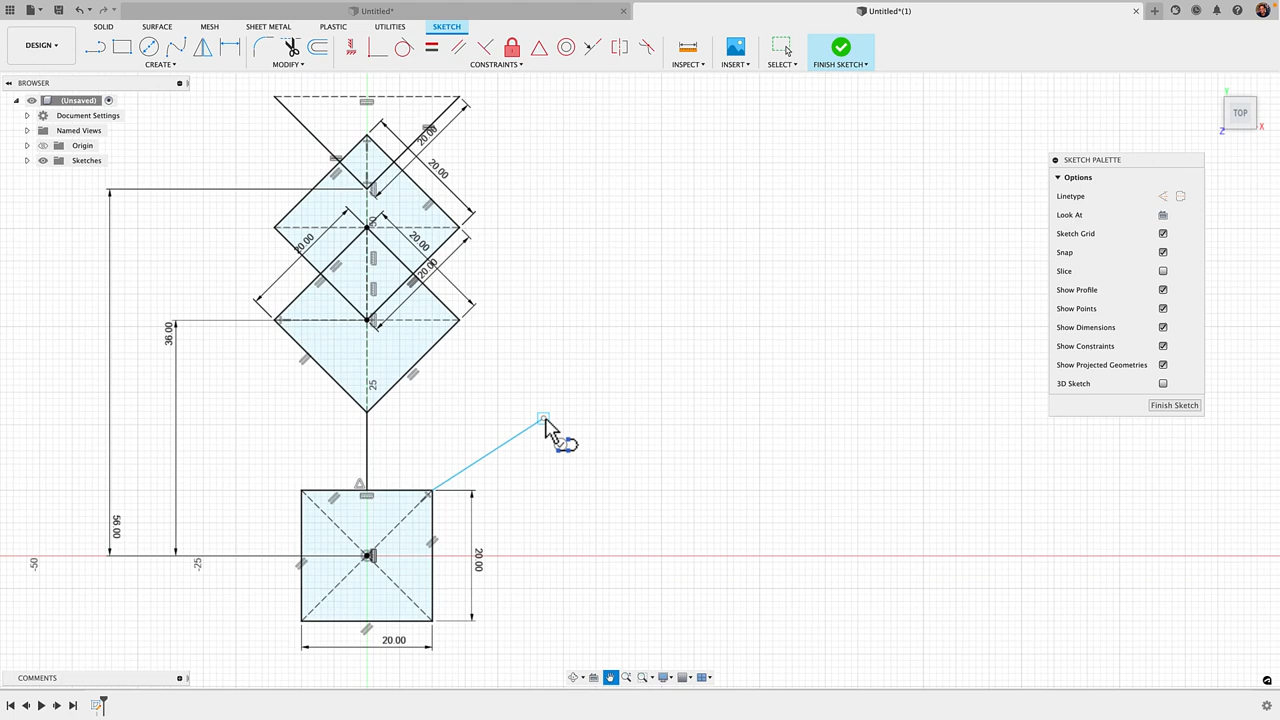 Untitled*
Untitled*(1)
SOLID SURFACE MESH SHEET METAL PLASTIC UTILITIES SKETCH
DESIGN
CREATE MODIFY CONSTRAINTS INSPECT INSERT SELECT FINISH SKETCH
BROWSER
(Unsaved)
Document Settings
Named Views
Origin
Sketches
Y
TOP
Z X
SKETCH PALETTE
Options
Linetype
Look At
Sketch Grid
Snap
Slice
Show Profile
Show Points
Show Dimensions
Show Constraints
Show Projected Geometries
3D Sketch
Finish Sketch
20.00
20.00
50
20.00
20.00
20.00
36.00
25
56.00
-50
-25
20.00
20.00
COMMENTS